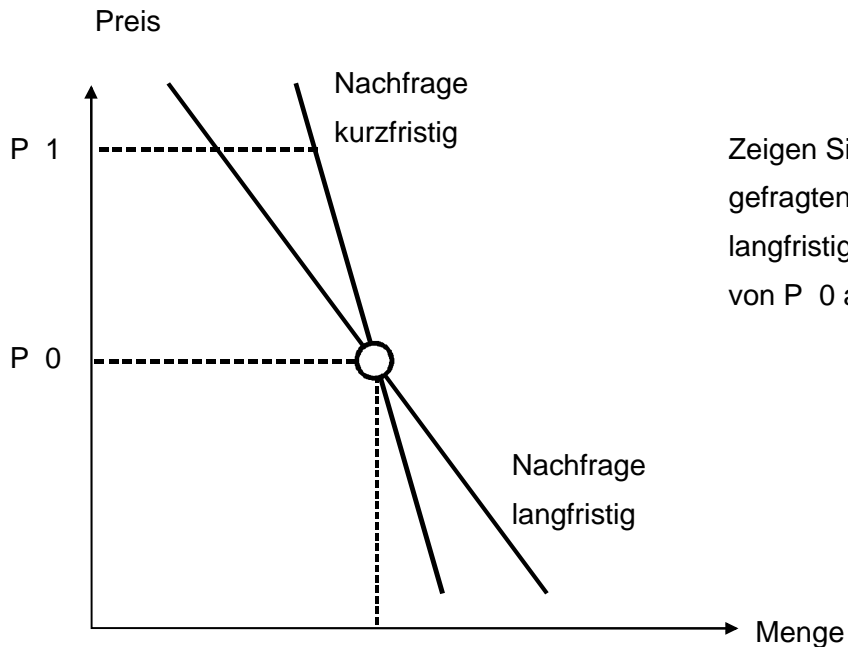 Preis
Nachfrage
kurzfristig
P 1
Zeigen Si
gefragten
langfristig
von P 0 a
P 0
Nachfrage
langfristig
Menge